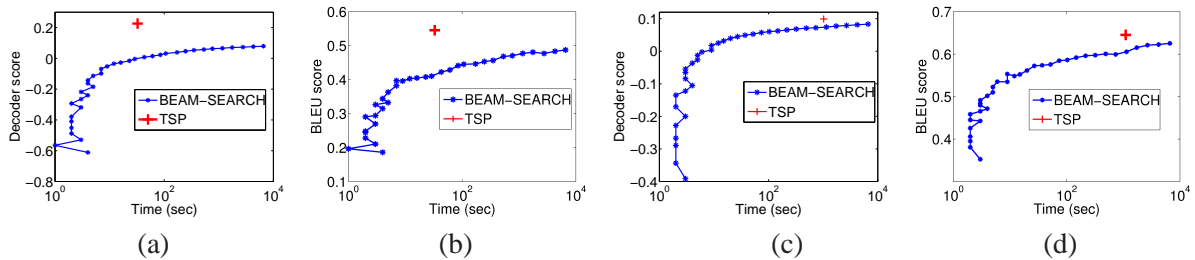 0.2
0
−0.2
−0.4
−0.6
−0.8
10^0
10^2
10^4
Decoder score
Time (sec)
BEAM−SEARCH
TSP
(a)
0.6
0.5
0.4
0.3
0.2
0.1
10^0
10^2
10^4
BLEU score
Time (sec)
BEAM−SEARCH
TSP
(b)
0.1
0
−0.1
−0.2
−0.3
−0.4
10^0
10^2
10^4
Decoder score
Time (sec)
BEAM−SEARCH
TSP
(c)
0.7
0.6
0.5
0.4
0.3
10^0
10^2
10^4
BLEU score
Time (sec)
BEAM−SEARCH
TSP
(d)